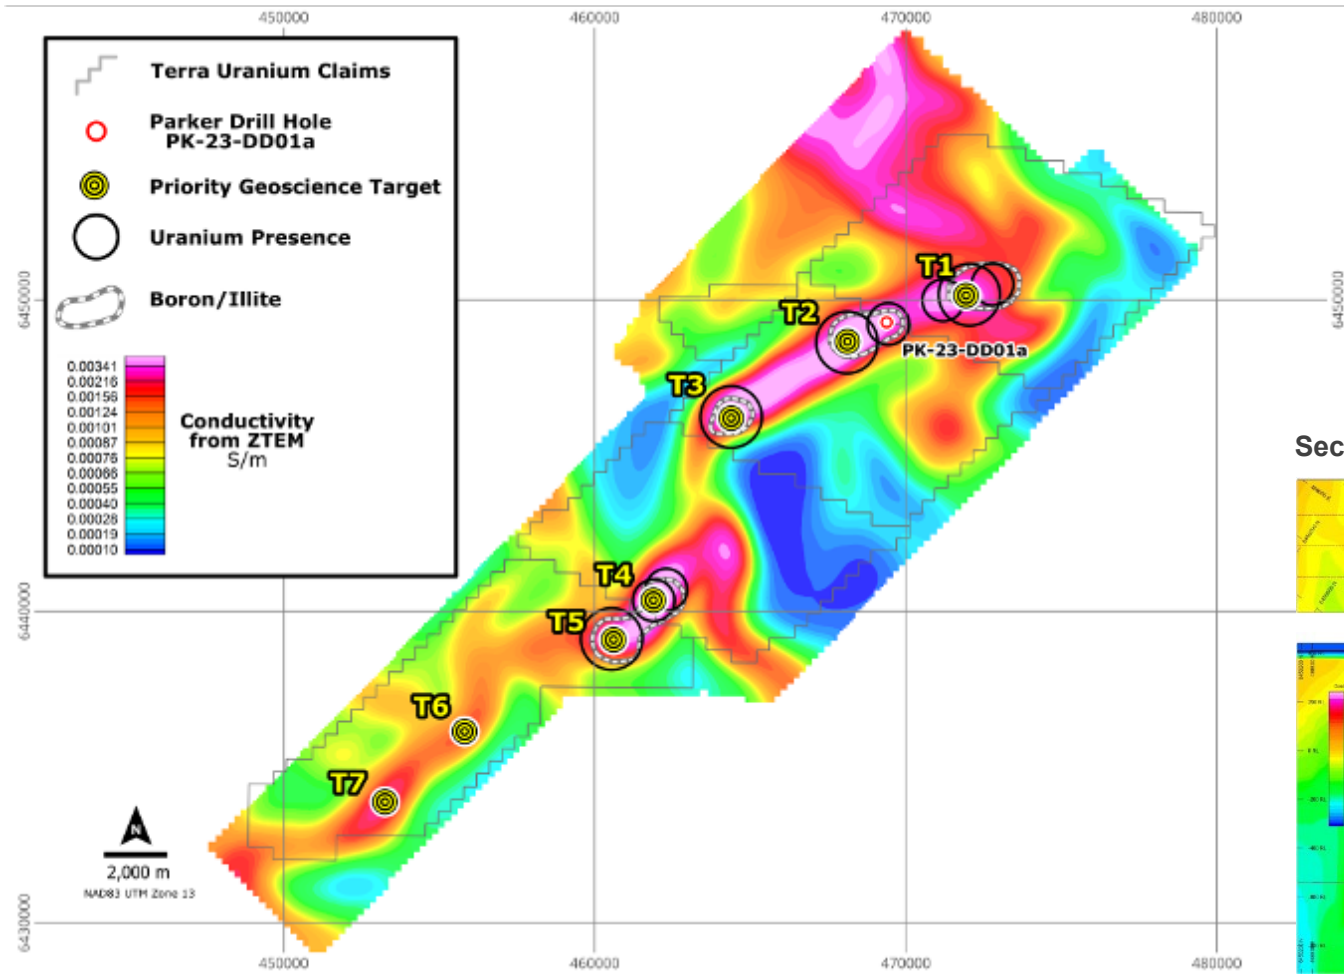 450000
460000
470000
480000
Terra Uranium Claims
Parker Drill Hole
PK-23-DD01a
Priority Geoscience Target
Uranium Presence
Boron/Illite
0.00341
0.00216
0.00156
0.00124
0.00101
0.00087
0.00076
0.00066
0.00055
0.00040
0.00028
0.00019
0.00010
Conductivity
from ZTEM
S/m
6450000
6450000
T1
T2
PK-23-DD01a
T3
Sec
T4
T5
6440000
T6
T7
N
2,000 m
NAD83 UTM Zone 13
6430000
450000
460000
470000
480000